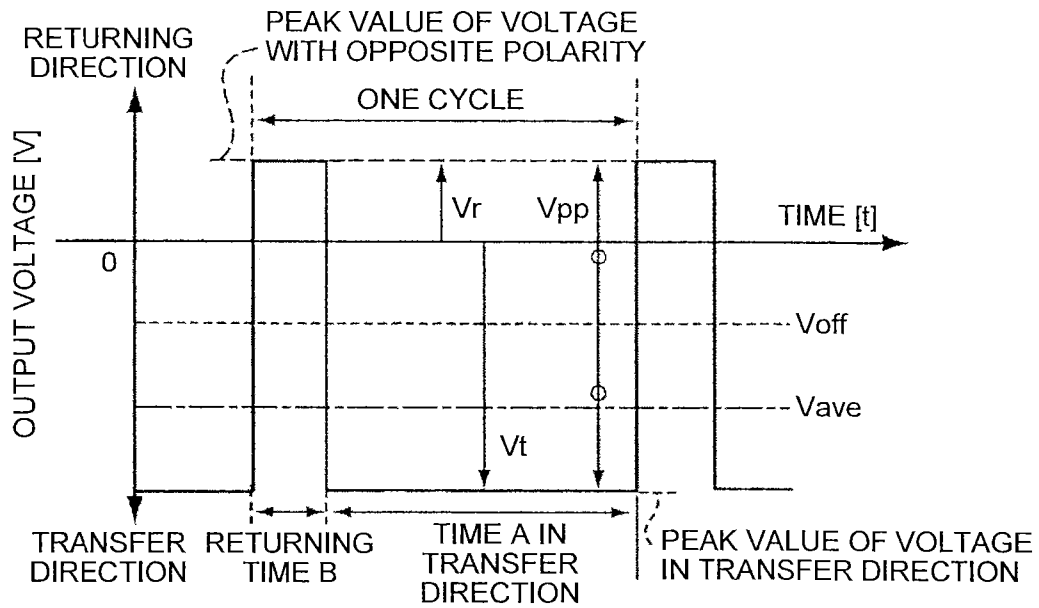 PEAK VALUE OF VOLTAGE
WITH OPPOSITE POLARITY
RETURNING
DIRECTION
ONE CYCLE
OUTPUT VOLTAGE [V]
Vr
Vpp
TIME [t]
0
Voff
Vave
Vt
TRANSFER
DIRECTION
RETURNING
TIME B
TIME A IN
TRANSFER
DIRECTION
PEAK VALUE OF VOLTAGE
IN TRANSFER DIRECTION